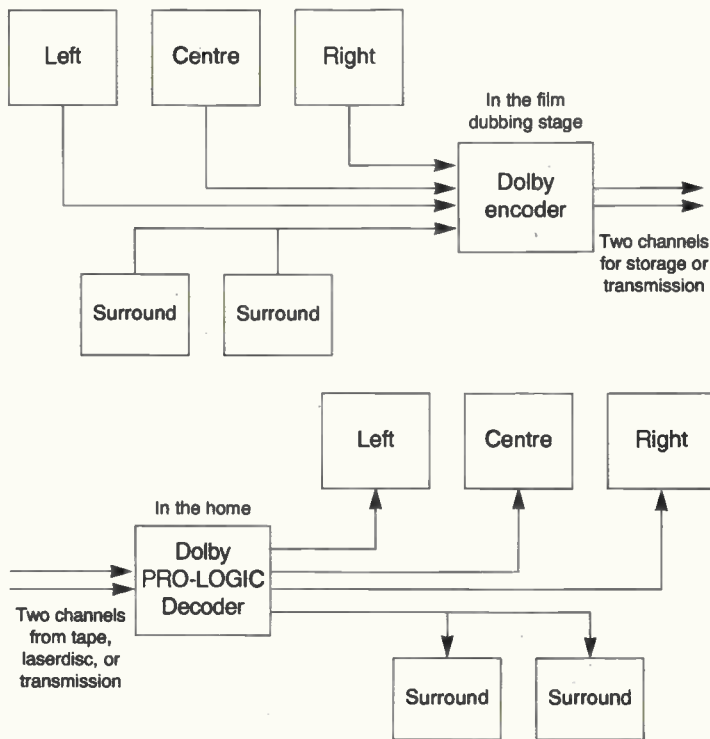 Left
Centre
Right
In the film
dubbing stage
Dolby
encoder
Two channels
for storage or
transmission
Surround
Surround
Left
Centre
Right
In the home
Dolby
PRO-LOGIC
Decoder
Two channels
from tape,
laserdisc, or
transmission
Surround
Surround